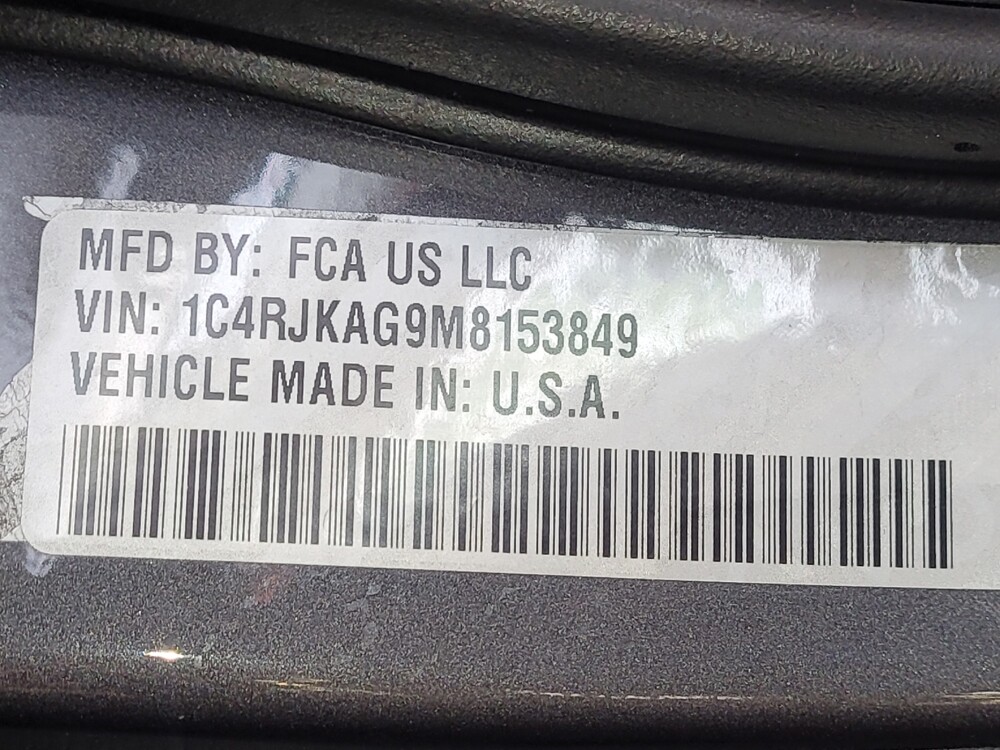 MFD BY: FCA US LLC
VIN: 1C4RJKAG9M8153849
VEHICLE MADE IN: U.S.A.